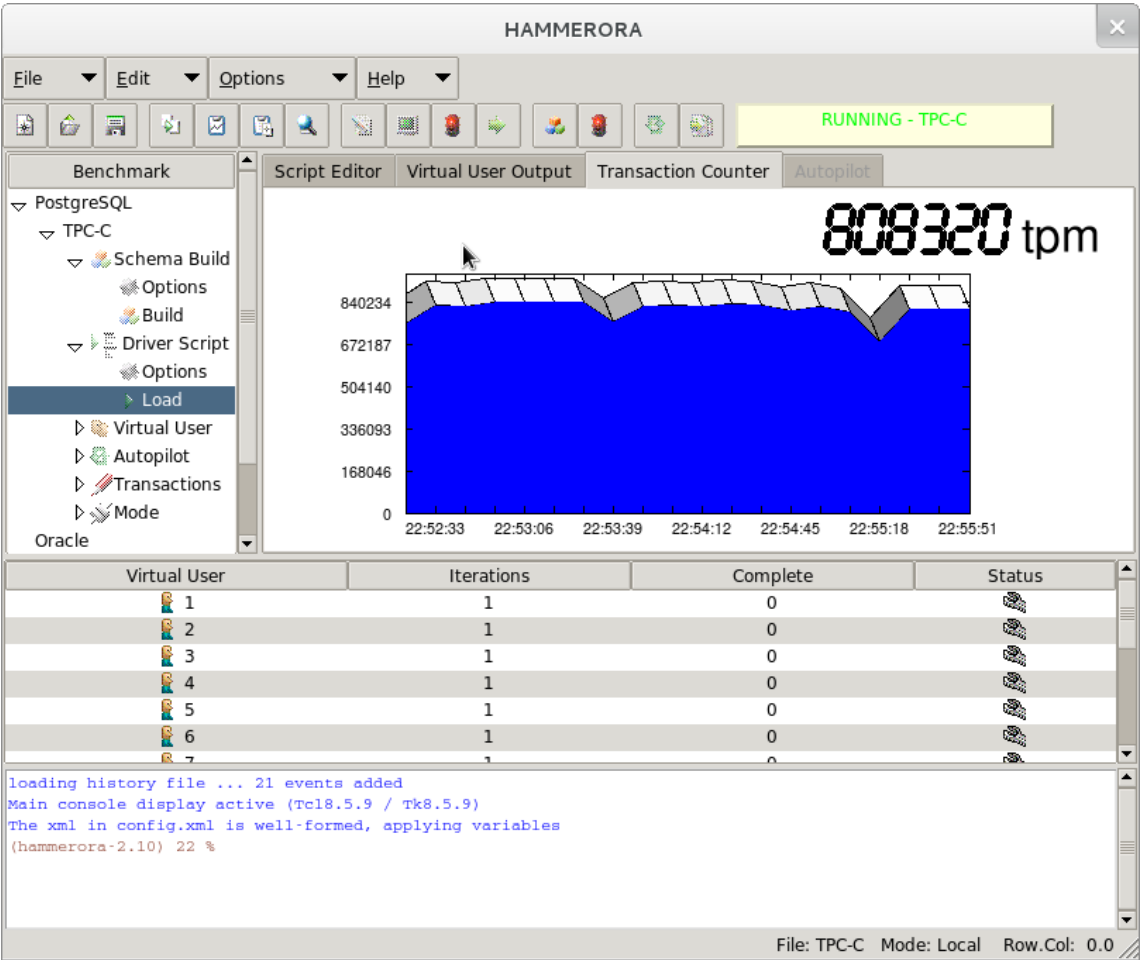 HAMMERORA
File Edit Options Help
RUNNING - TPC-C
Benchmark
PostgreSQL
TPC-C
Schema Build
Options
Build
Driver Script
Options
Load
Virtual User
Autopilot
Transactions
Mode
Oracle
Script Editor Virtual User Output Transaction Counter Autopilot
808320 tpm
840234
672187
504140
336093
168046
0
22:52:33 22:53:06 22:53:39 22:54:12 22:54:45 22:55:18 22:55:51
Virtual User Iterations Complete Status
1 1 0
2 1 0
3 1 0
4 1 0
5 1 0
6 1 0
loading history file ... 21 events added
Main console display active (Tcl8.5.9 / Tk8.5.9)
The xml in config.xml is well-formed, applying variables
(hammerora-2.10) 22 %
File: TPC-C Mode: Local Row.Col: 0.0